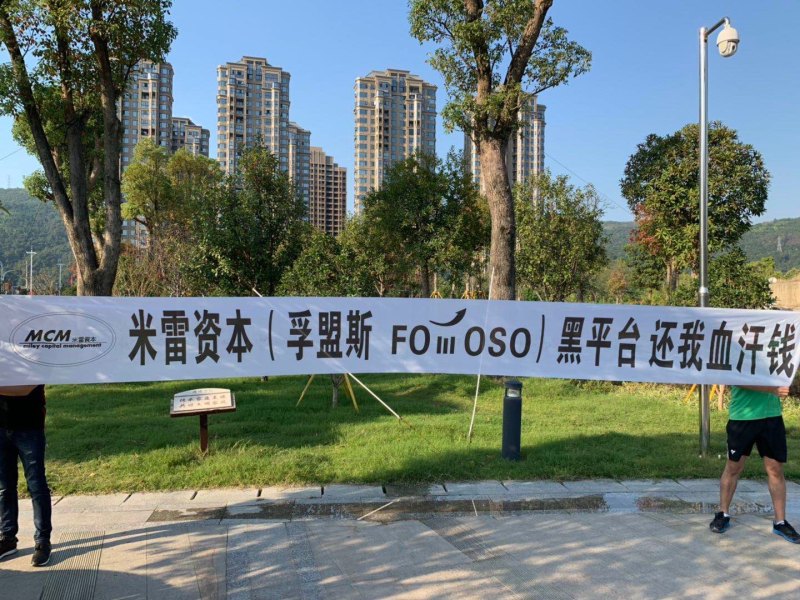 MCM 米雷资本
miley capital management
米雷资本（孚盟斯 FOMOSO）黑平台 还我血汗钱